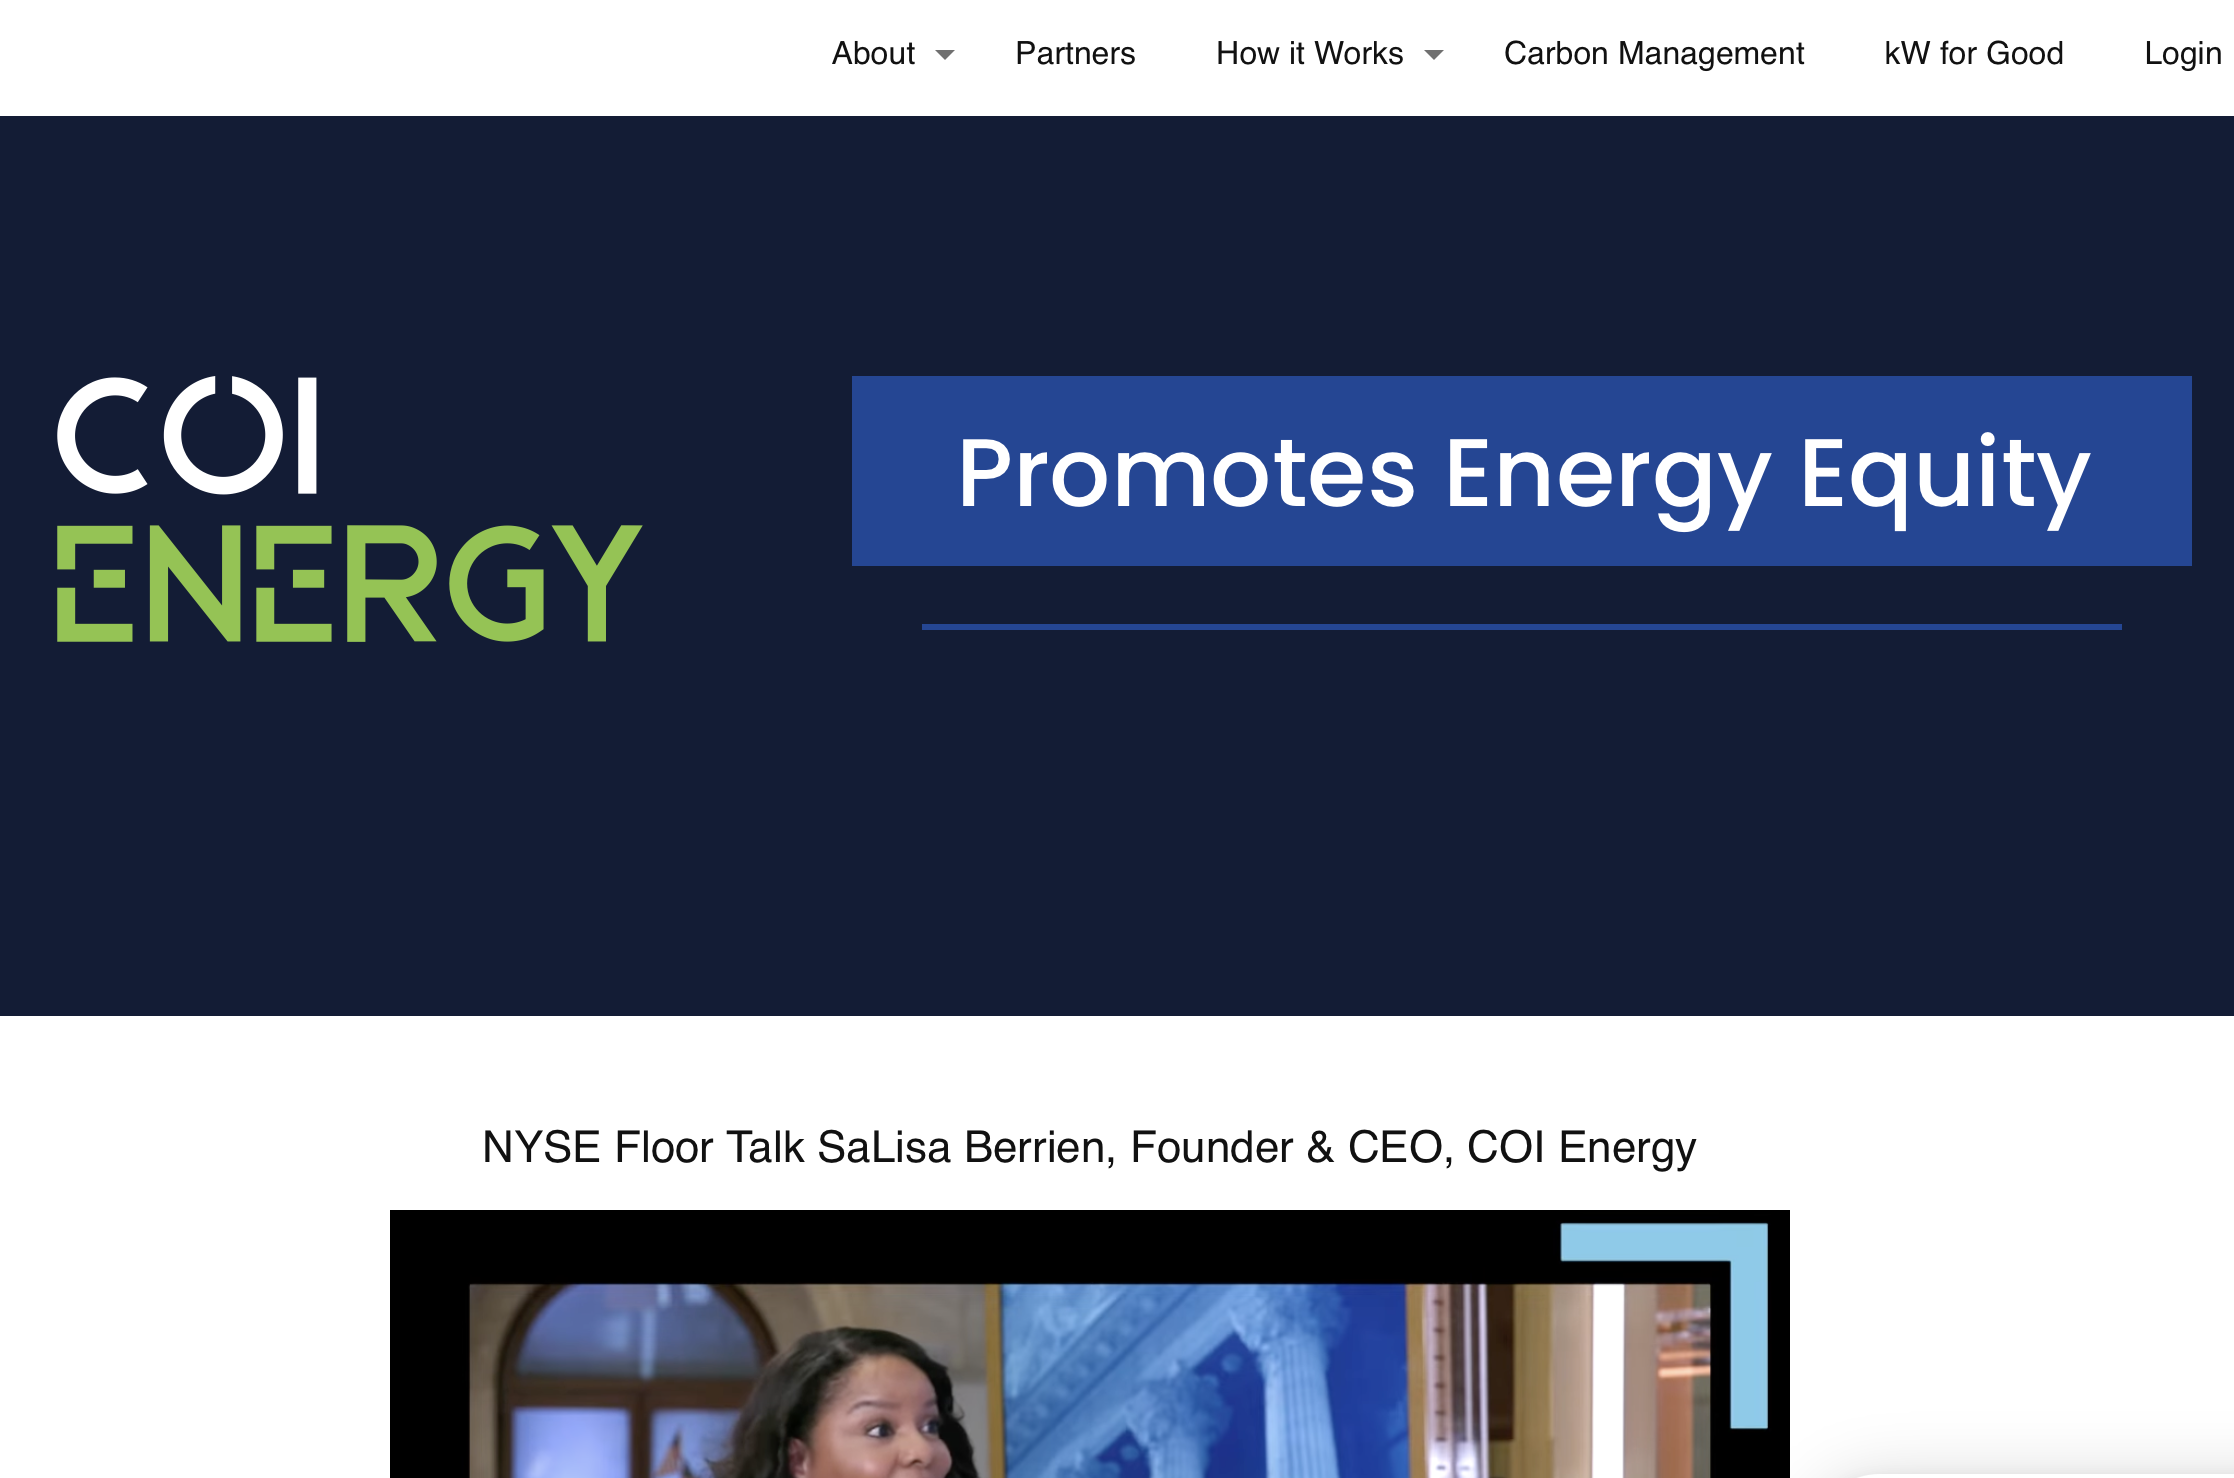 About
Partners
How it Works
Carbon Management
kW for Good
Login
COI
ENERGY
Promotes Energy Equity
NYSE Floor Talk SaLisa Berrien, Founder & CEO, COI Energy